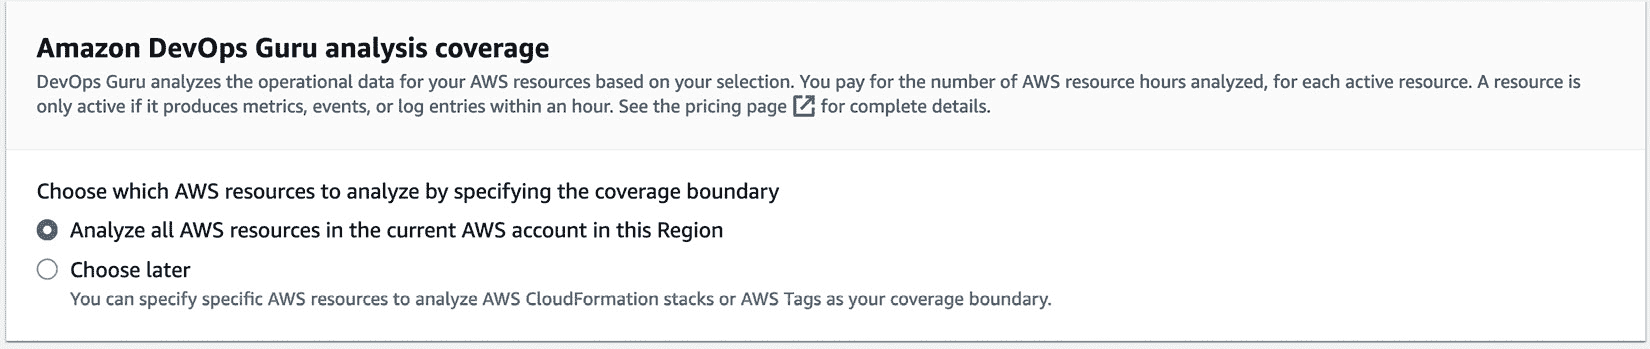 Amazon DevOps Guru analysis coverage
DevOps Guru analyzes the operational data for your AWS resources based on your selection. You pay for the number of AWS resource hours analyzed, for each active resource. A resource is
only active if it produces metrics, events, or log entries within an hour. See the pricing page for complete details.
Choose which AWS resources to analyze by specifying the coverage boundary
Analyze all AWS resources in the current AWS account in this Region
Choose later
You can specify specific AWS resources to analyze AWS CloudFormation stacks or AWS Tags as your coverage boundary.